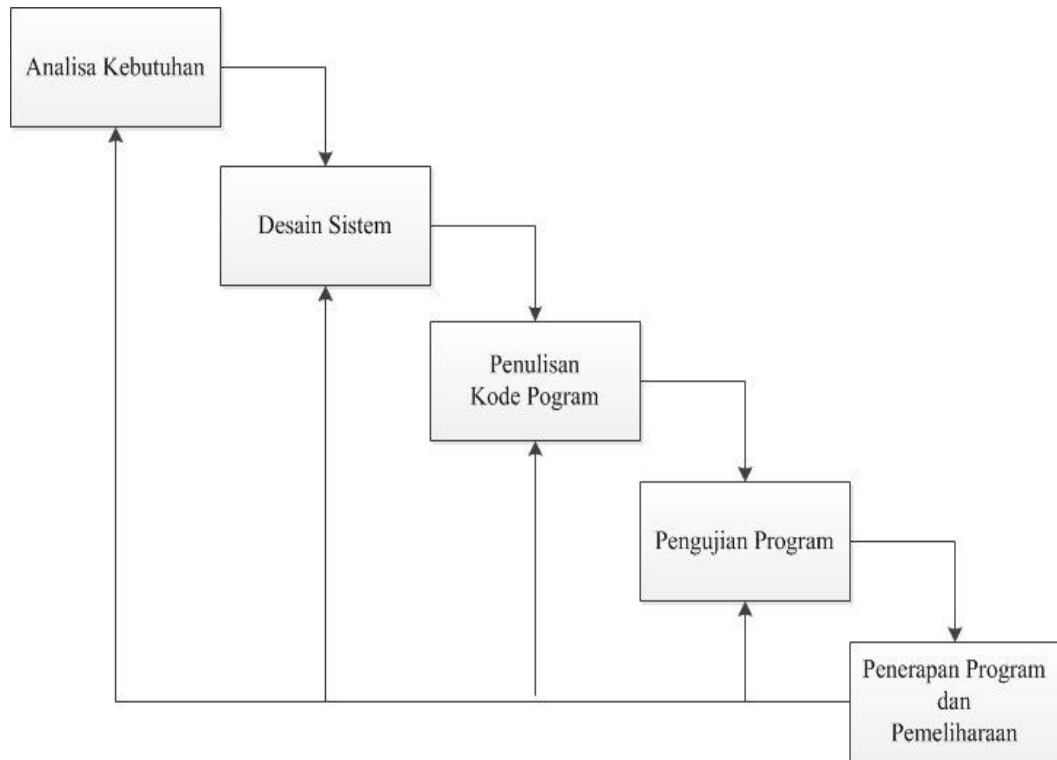 Analisa Kebutuhan
Desain Sistem
Penulisan
Kode Pogram
Pengujian Program
Penerapan Program
dan
Pemeliharaan